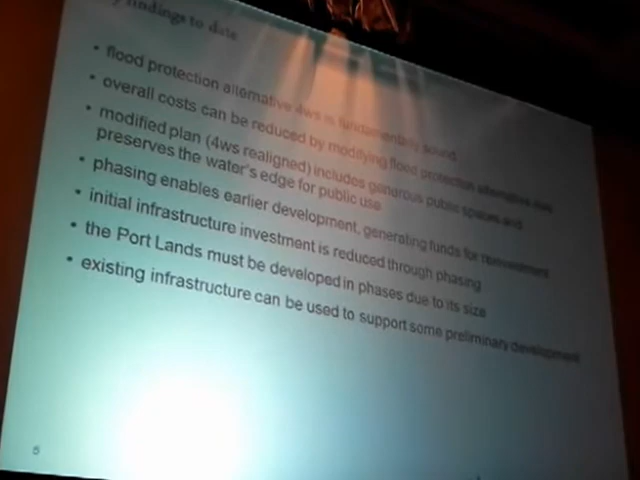 findings to date
• flood protection alternative 4ws is fundamentally sound
• overall costs can be reduced by modifying flood protection alternative 4ws
• modified plan (4ws realigned) includes generous public spaces and
preserves the water's edge for public use
• phasing enables earlier development, generating funds for reinvestment
• initial infrastructure investment is reduced through phasing
• the Port Lands must be developed in phases due to its size
• existing infrastructure can be used to support some preliminary development
5